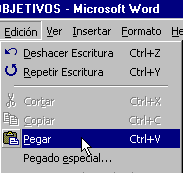 OBJETIVOS - Microsoft Word
Edición Ver Insertar Formato He
Deshacer Escritura Ctrl+Z
Repetir Escritura Ctrl+Y
Cortar Ctrl+X
Copiar Ctrl+C
Pegar Ctrl+V
Pegado especial...